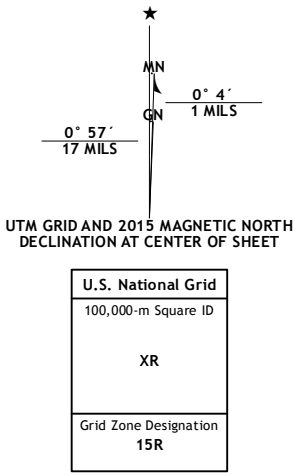 MN
0° 4´
1 MILS
GN
0° 57´
17 MILS
UTM GRID AND 2015 MAGNETIC NORTH
DECLINATION AT CENTER OF SHEET
U.S. National Grid
100,000-m Square ID
XR
Grid Zone Designation
15R